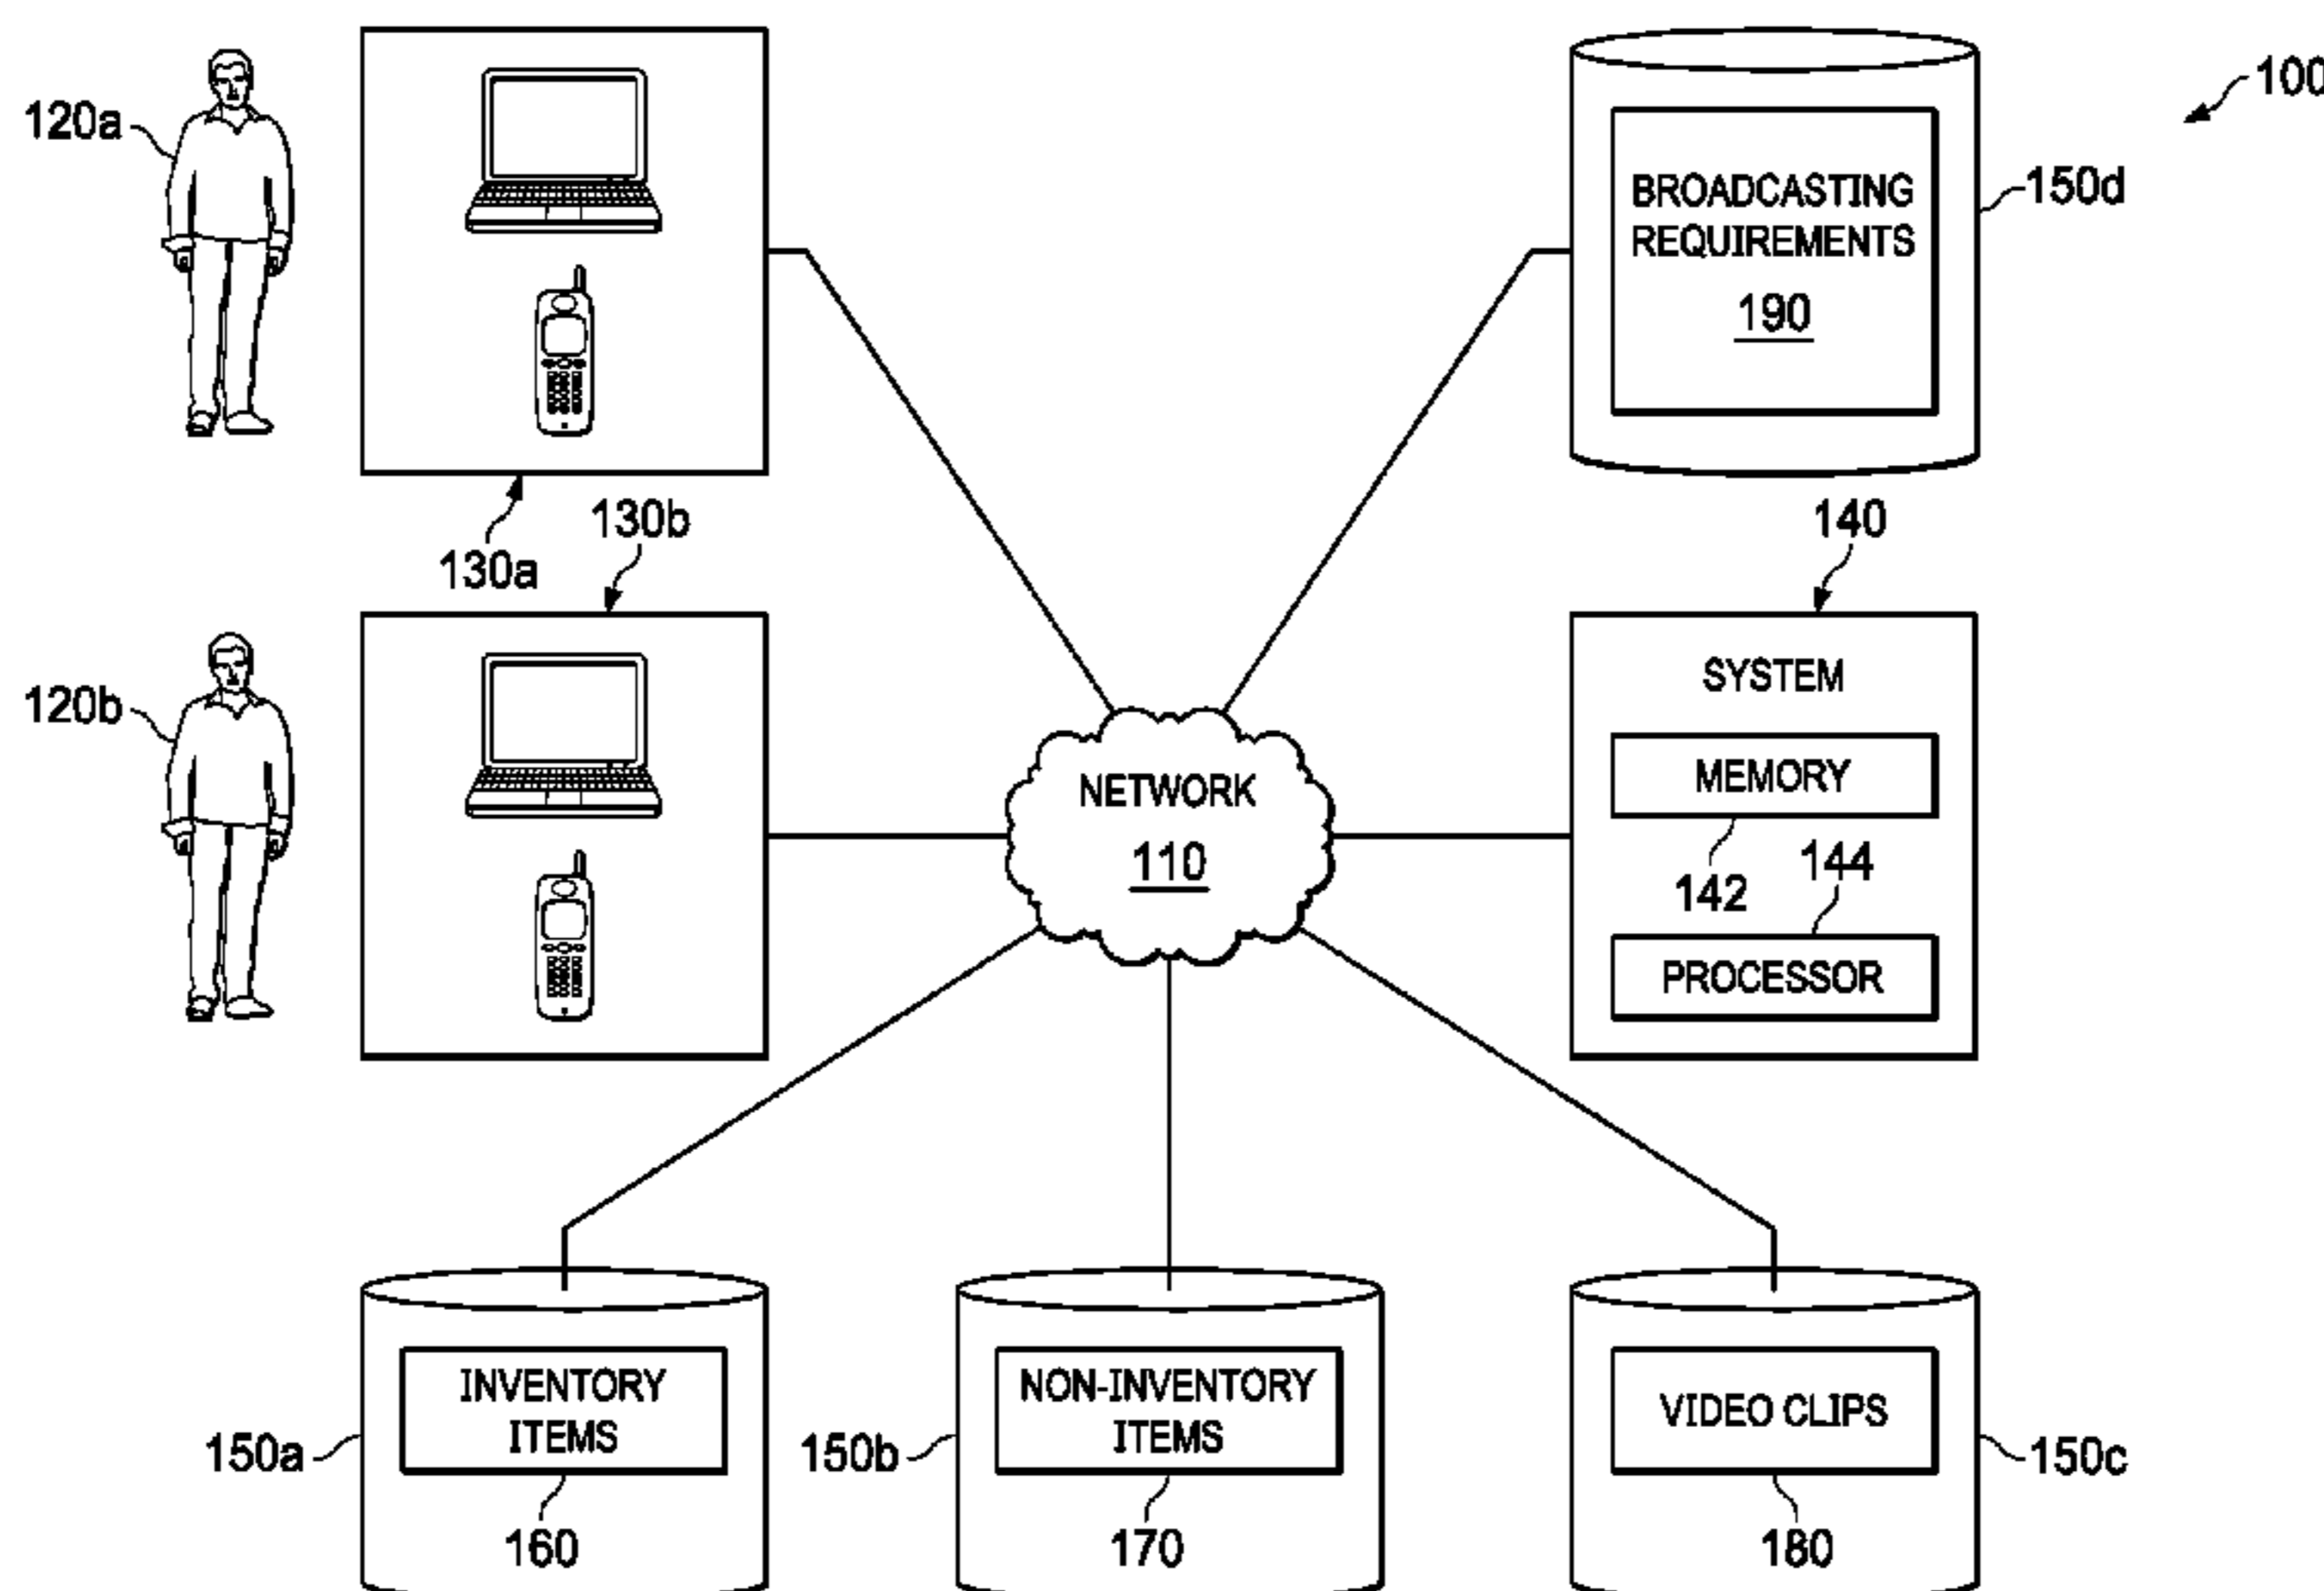 100
120a
BROADCASTING
REQUIREMENTS
190
150d
130a
130b
140
120b
SYSTEM
MEMORY
142
144
PROCESSOR
NETWORK
110
INVENTORY
ITEMS
150a
160
NON-INVENTORY
ITEMS
150b
170
VIDEO CLIPS
150c
180